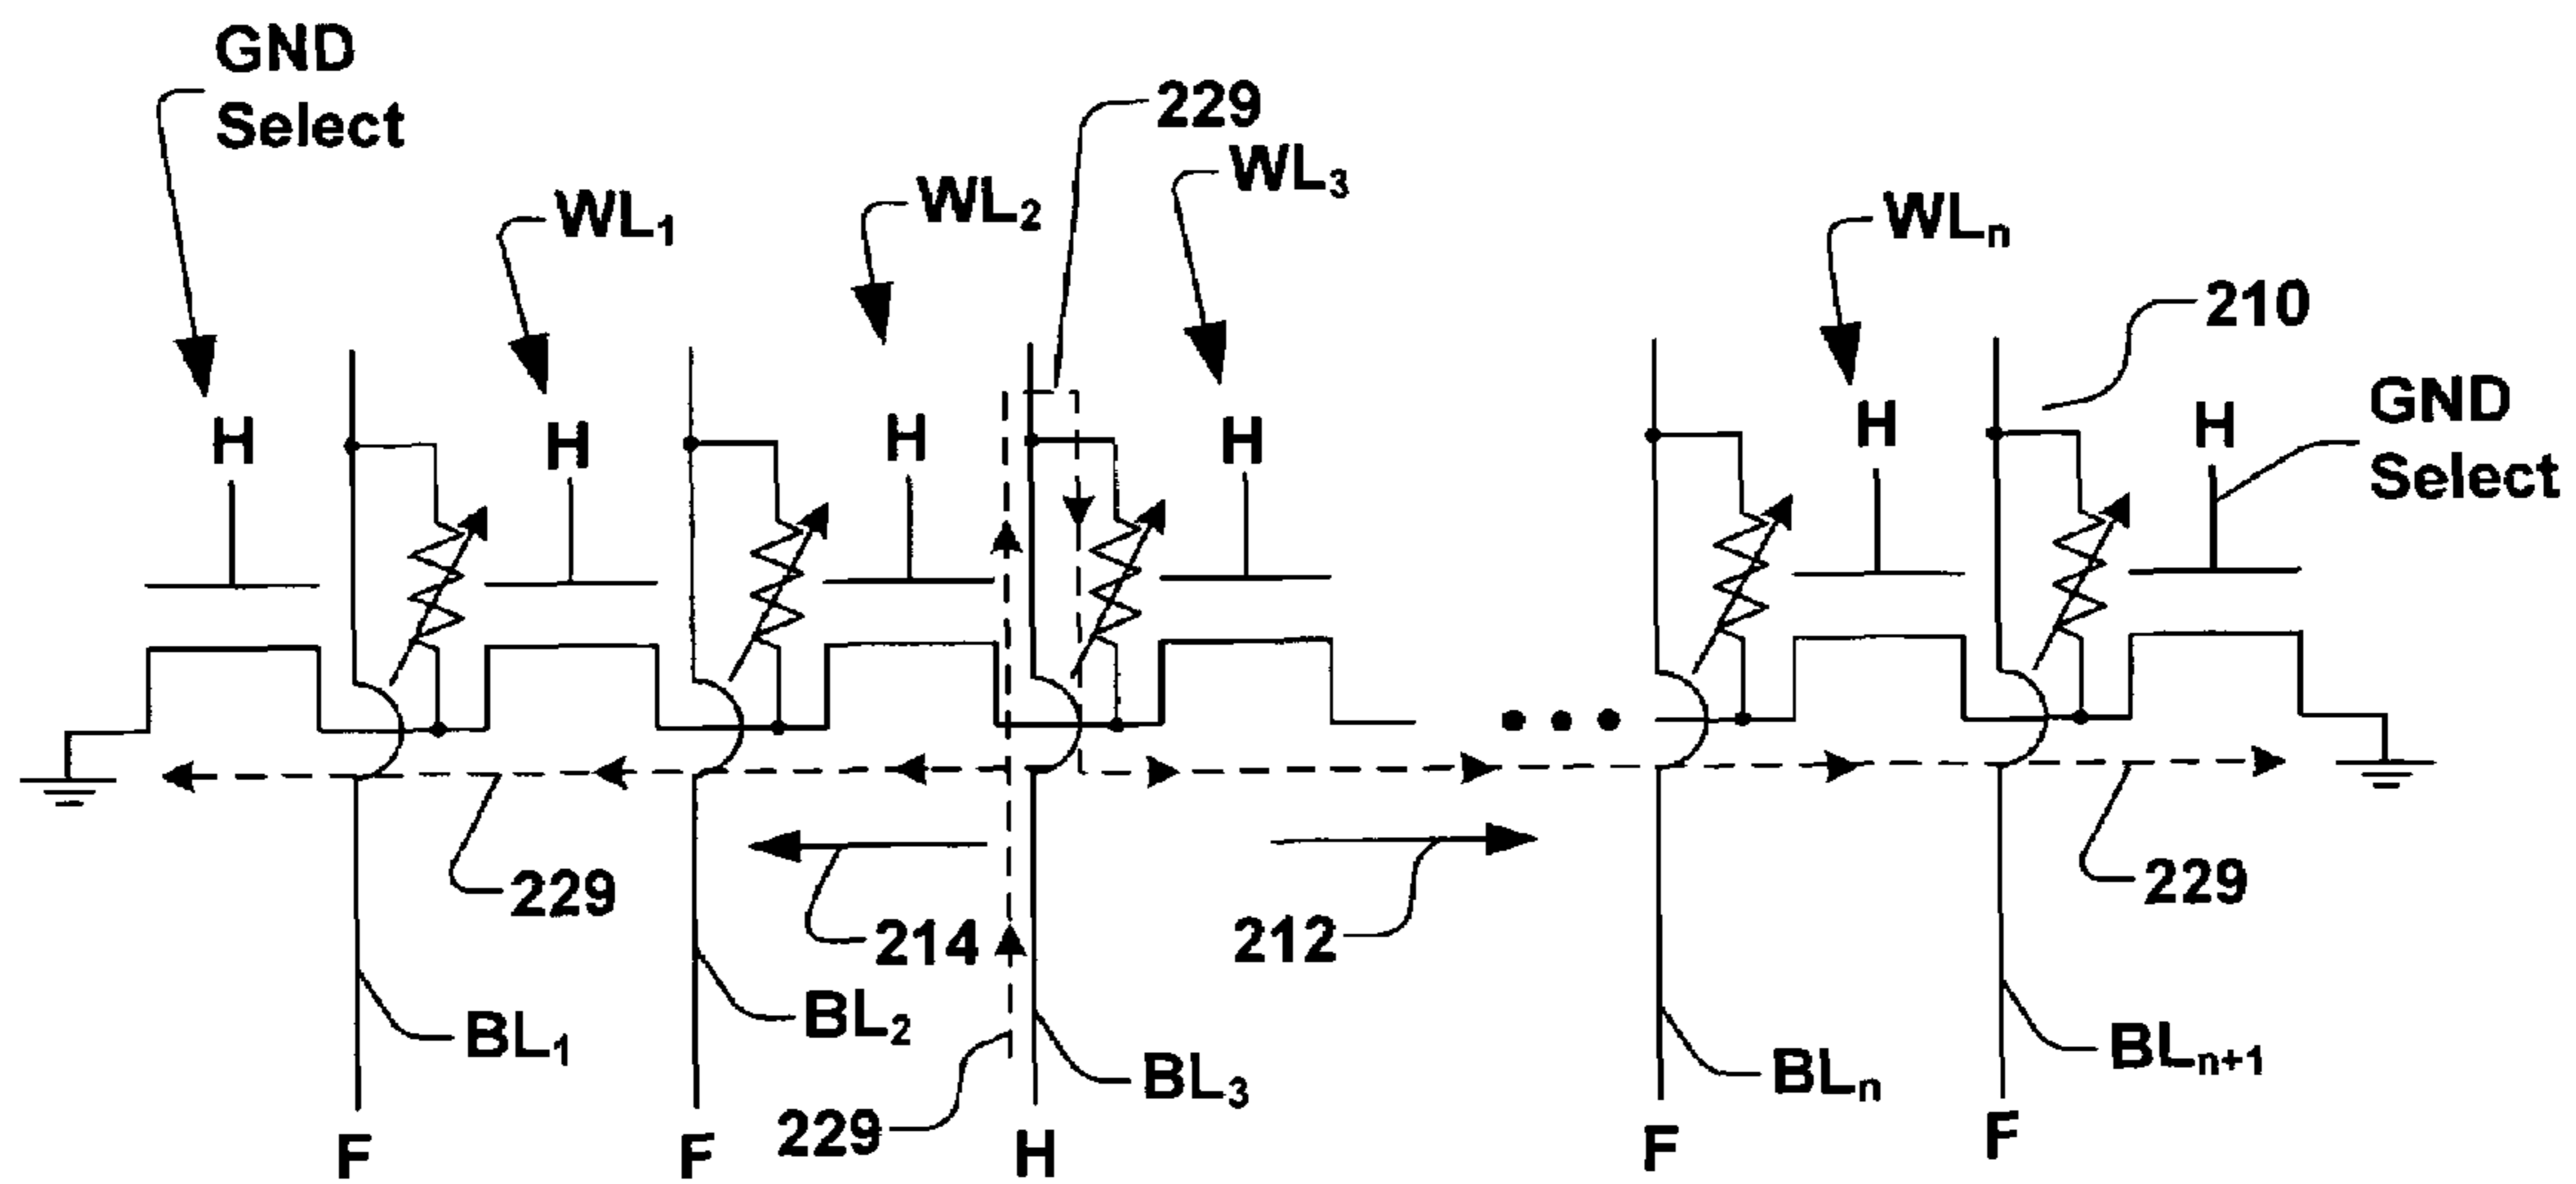 GND
Select
229
WL3
WL2
WL1
WLn
210
GND
Select
H
H
H
H
H
H
229
214
212
229
BL1
BL2
BL3
BLn
BLn+1
229
F
F
H
F
F